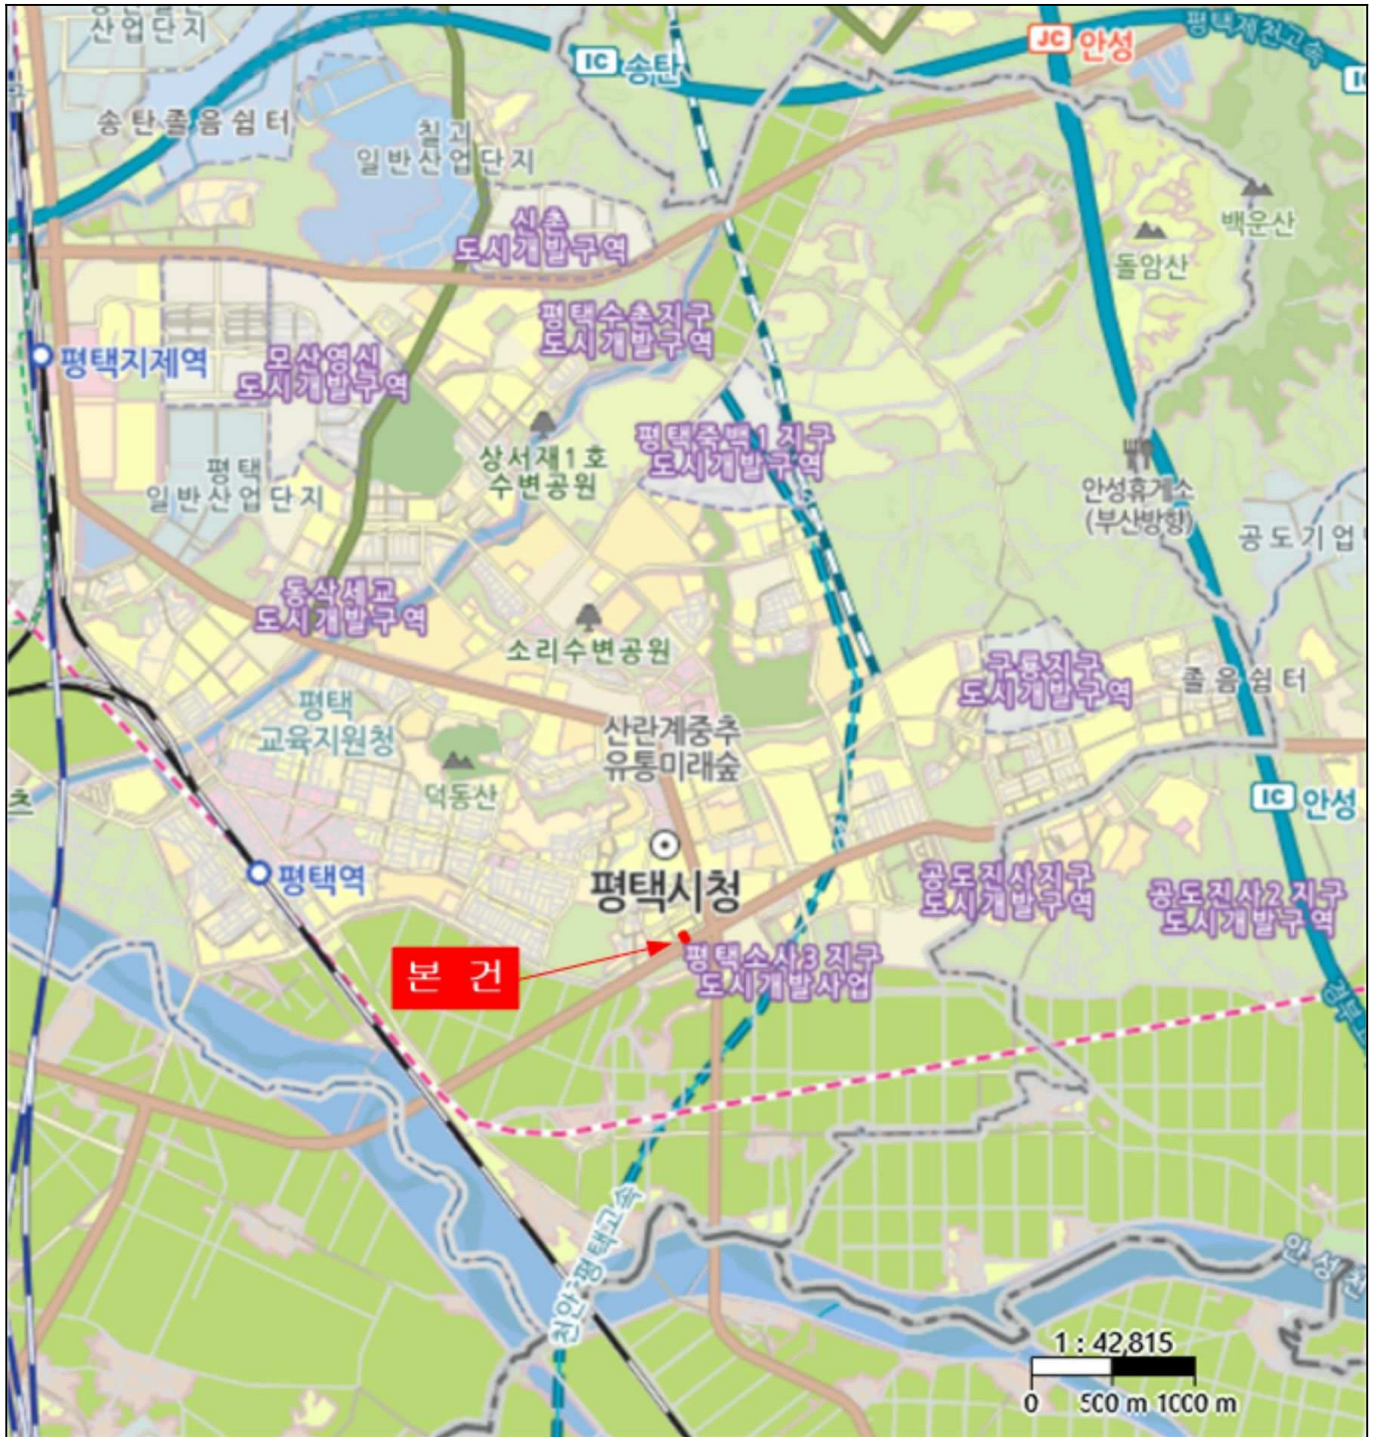 산업단지
IC 송탄
JC 안성
평택제천고속
송탄졸음쉼터
칠괴
일반산업단지
백운산
돌암산
신촌
도시개발구역
평택수촌지구
도시개발구역
평택지제역
모산영신
도시개발구역
평택죽백1지구
도시개발구역
상서재1호
수변공원
평택
일반산업단지
안성휴게소
(부산방향)
공도기업
동삭세교
도시개발구역
소리수변공원
구룡지구
도시개발구역
졸음쉼터
평택
교육지원청
산란계중추
유통미래숲
덕동산
IC 안성
평택역
평택시청
공도진사지구
도시개발구역
공도진사2지구
도시개발구역
본 건
평택소사3지구
도시개발사업
경부고
천안평택고속
안성천
1 : 42,815
0 500 m 1000 m